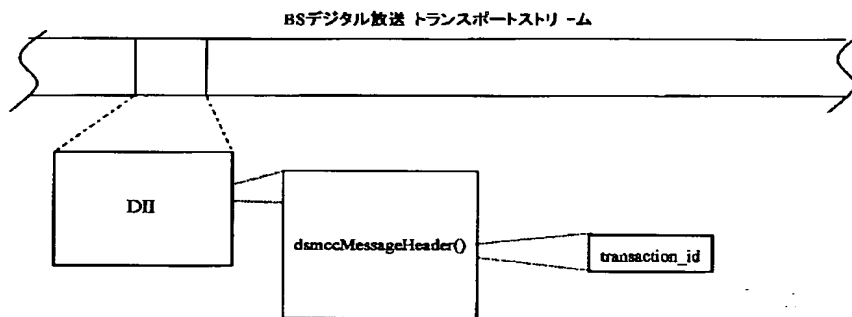 BSデジタル放送 トランスポートストリーム
DII
dsmccMessageHeader()
transaction_id